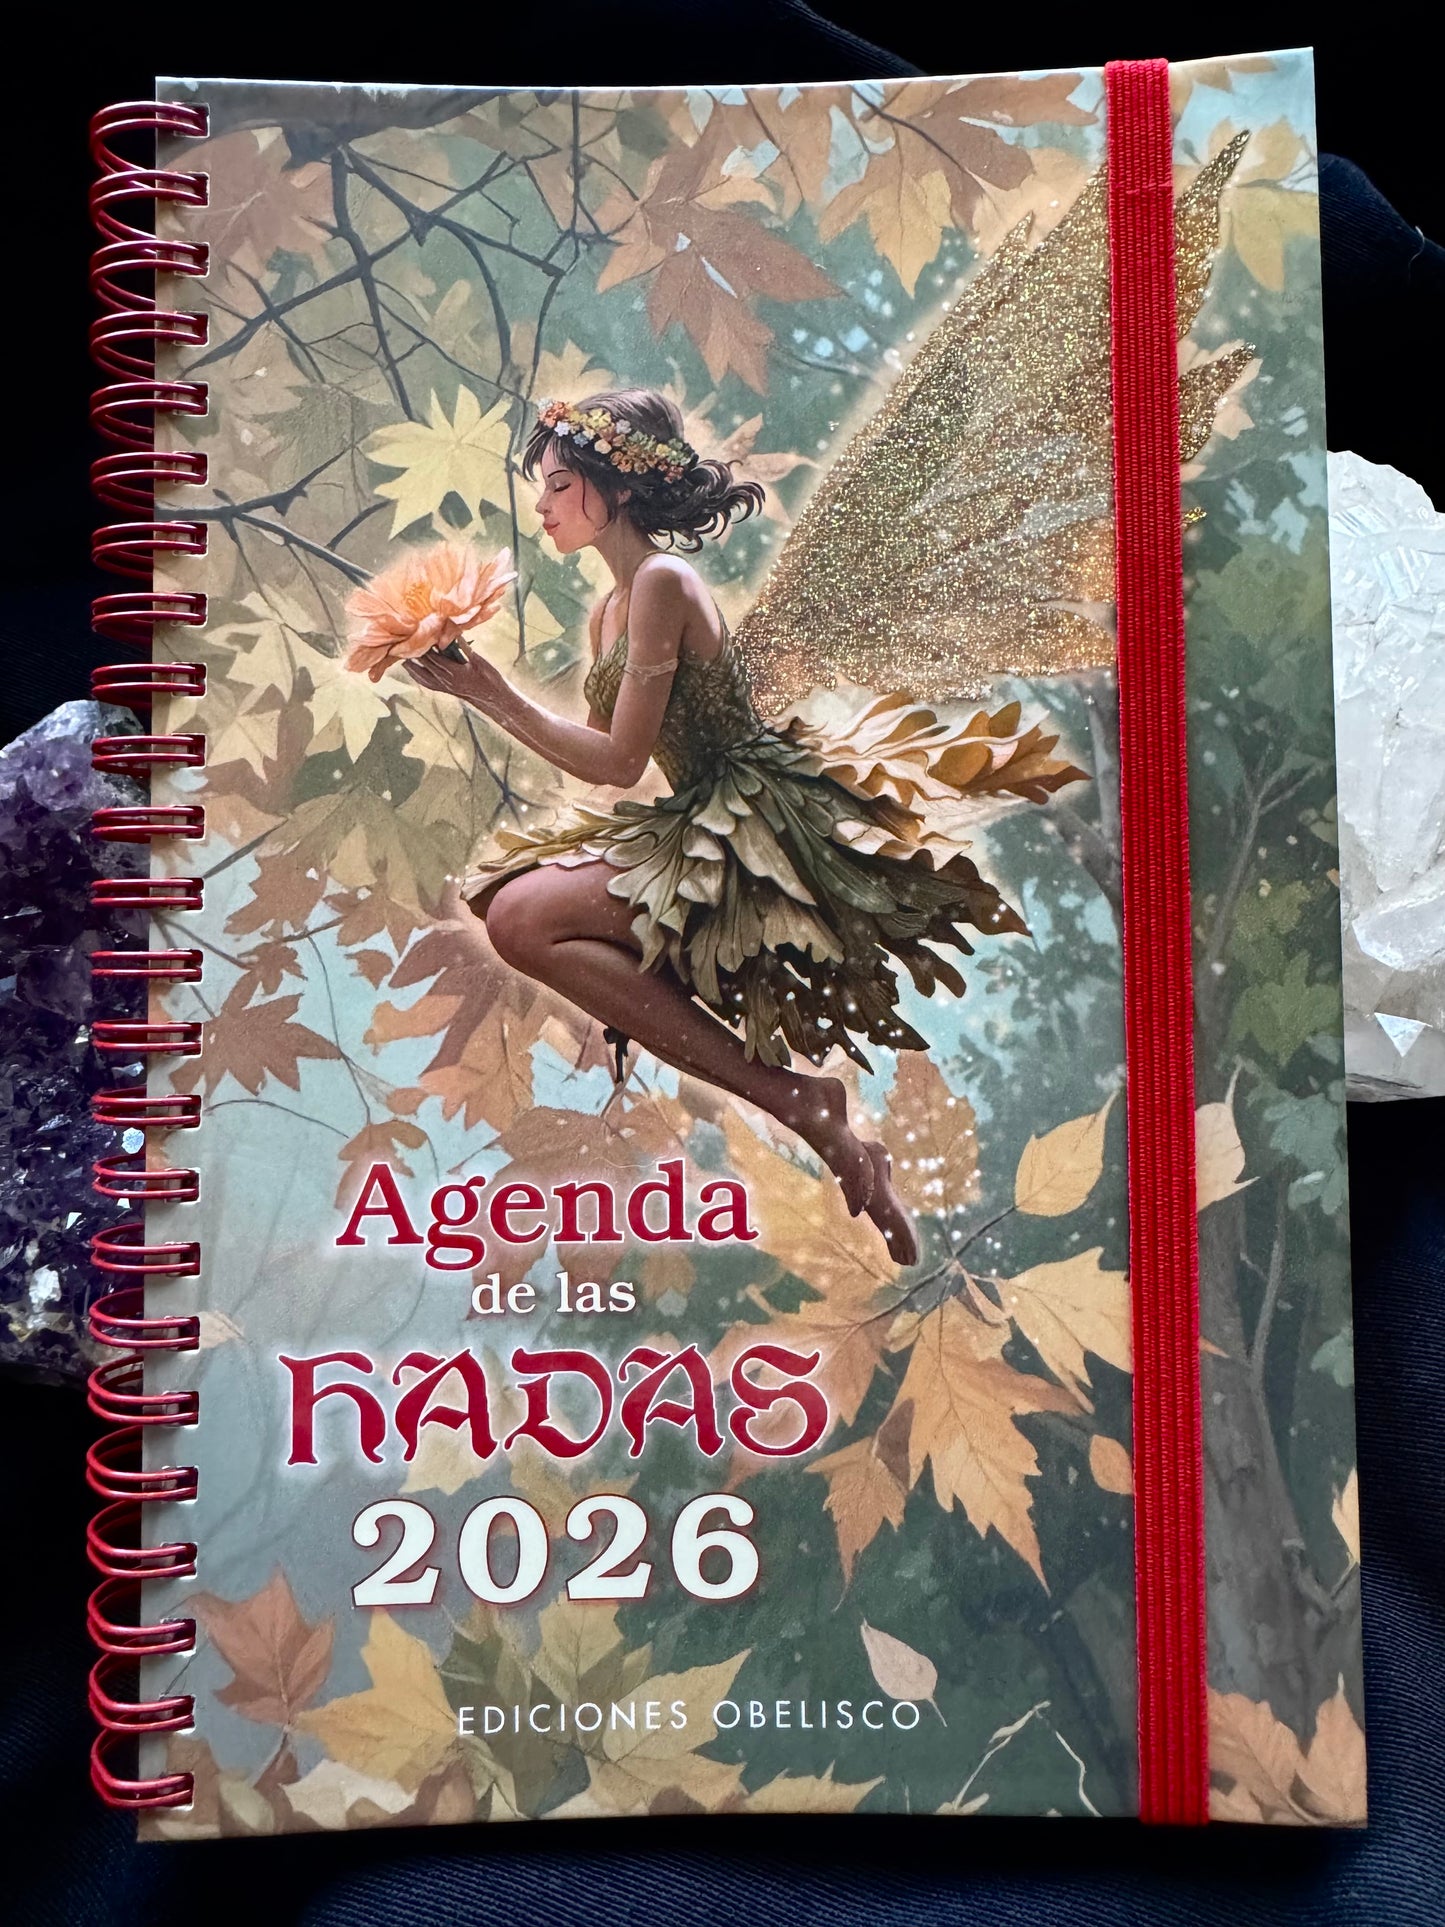 Agenda
de las
HADAS
2026
EDICIONES OBELISCO